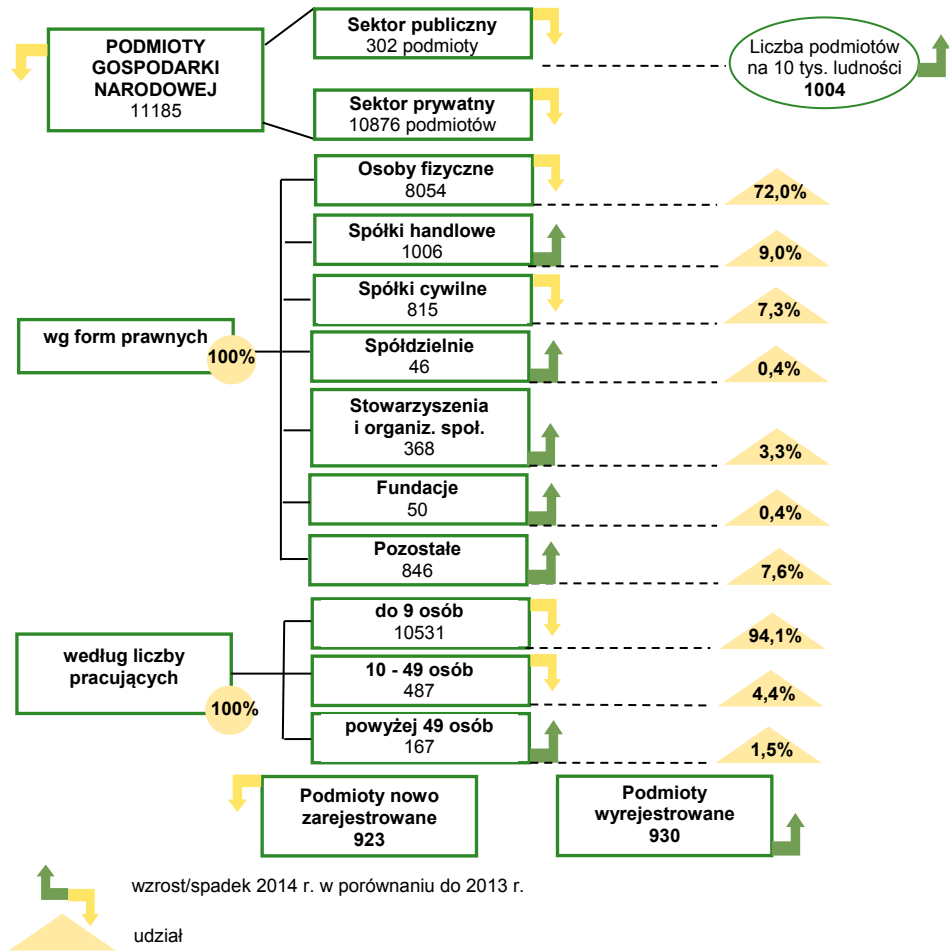 PODMIOTY
GOSPODARKI
NARODOWEJ
11185
Sektor publiczny
302 podmioty
Sektor prywatny
10876 podmiotów
Liczba podmiotów
na 10 tys. ludności
1004
wg form prawnych
100%
Osoby fizyczne
8054
72,0%
Spółki handlowe
1006
9,0%
Spółki cywilne
815
7,3%
Spółdzielnie
46
0,4%
Stowarzyszenia
i organiz. społ.
368
3,3%
Fundacje
50
0,4%
Pozostałe
846
7,6%
według liczby
pracujących
100%
do 9 osób
10531
94,1%
10 - 49 osób
487
4,4%
powyżej 49 osób
167
1,5%
Podmioty nowo
zarejestrowane
923
Podmioty
wyrejestrowane
930
wzrost/spadek 2014 r. w porównaniu do 2013 r.
udział